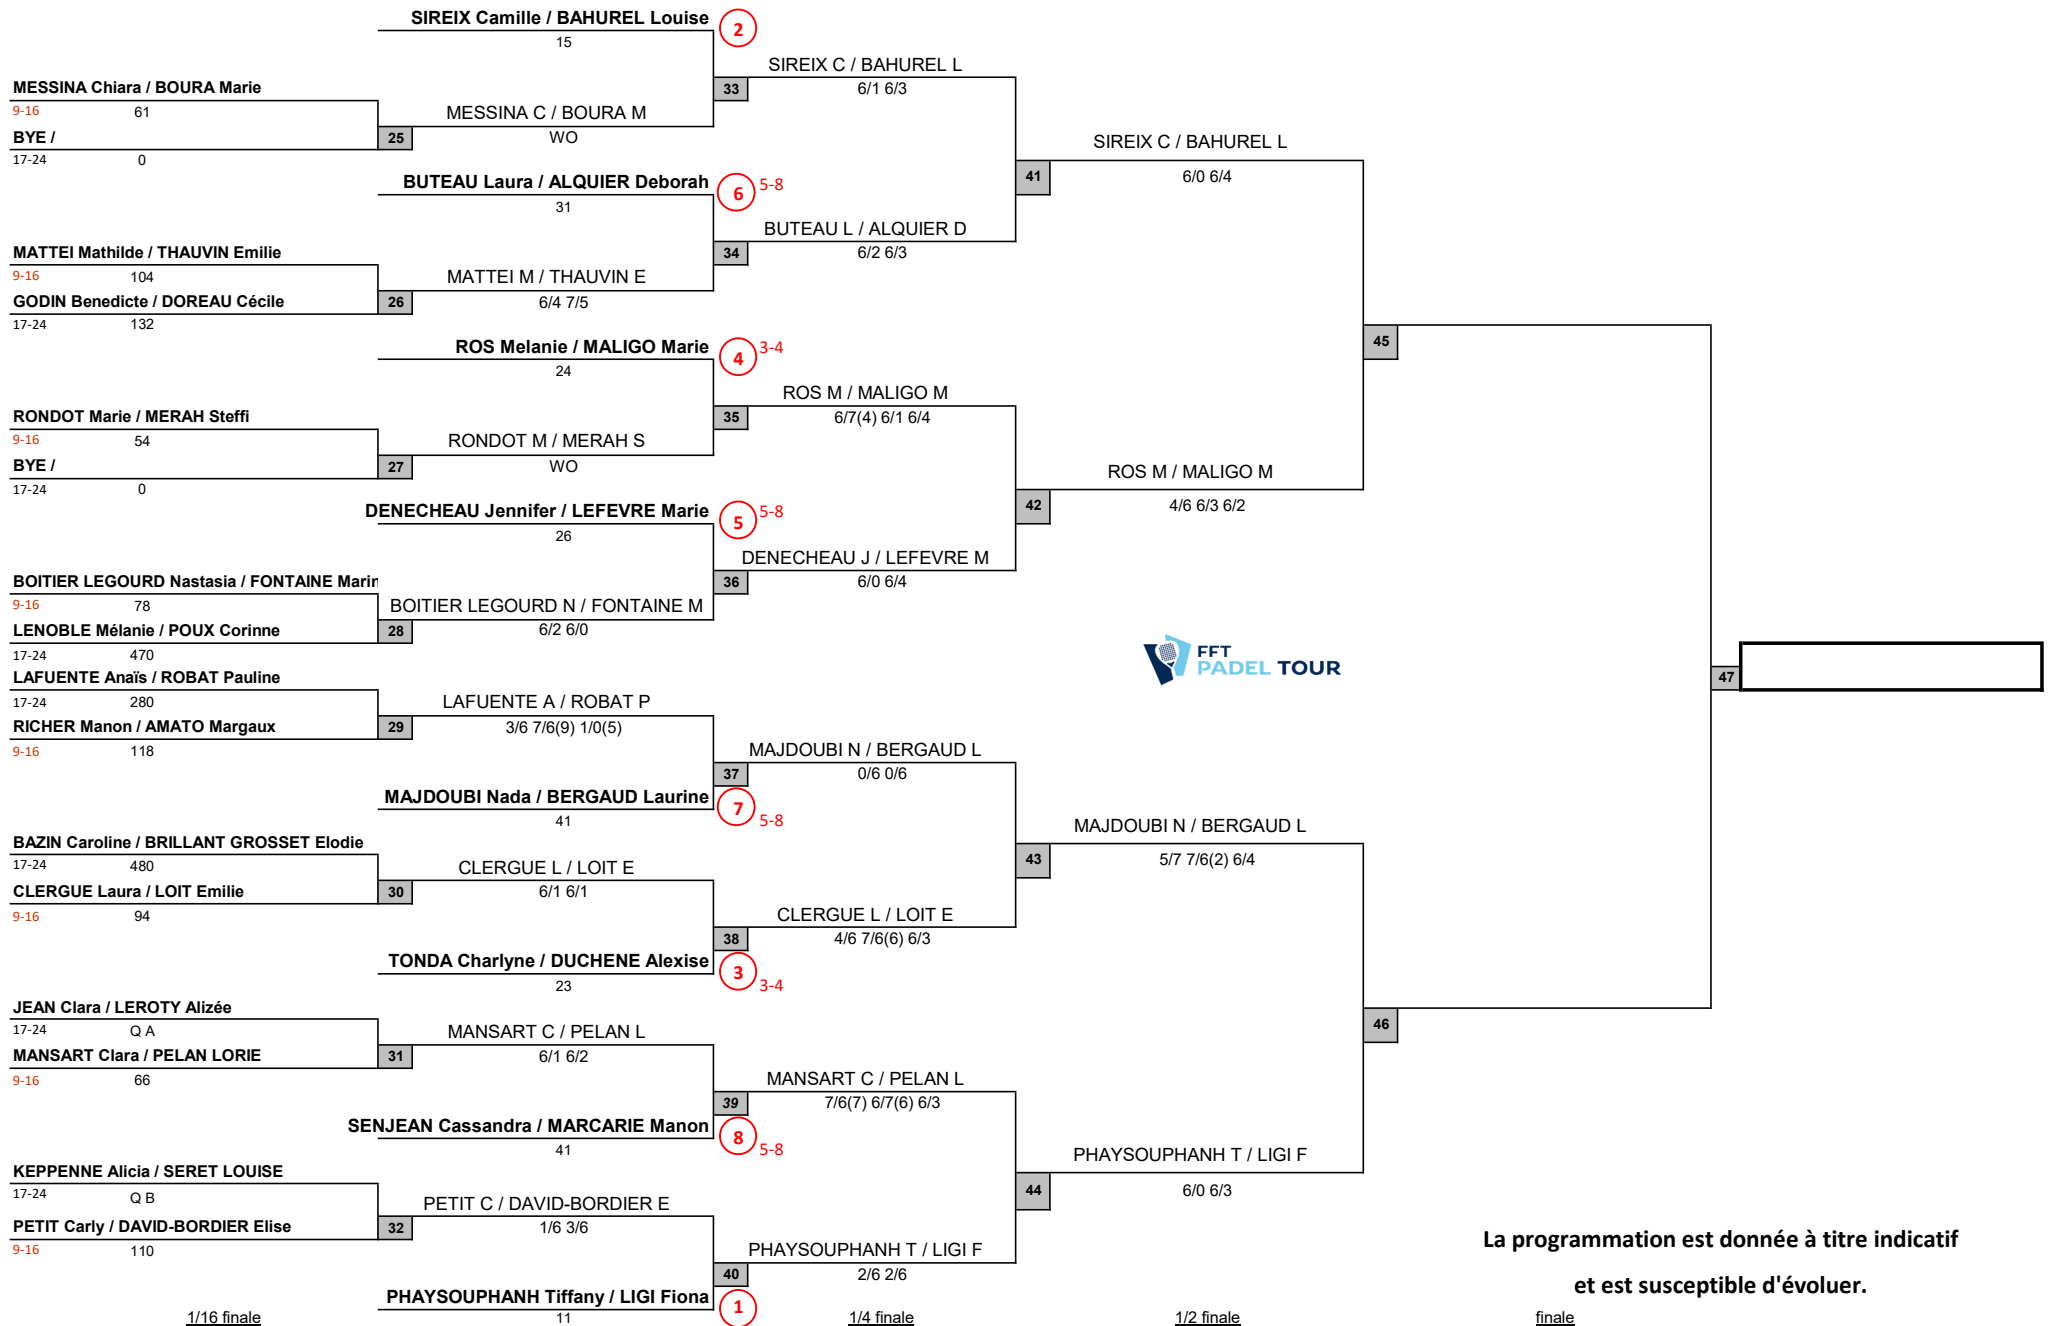 SIREIX Camille / BAHUREL Louise
2
15
SIREIX C / BAHUREL L
MESSINA Chiara / BOURA Marie
33
6/1 6/3
9-16
61
MESSINA C / BOURA M
BYE /
25
WO
SIREIX C / BAHUREL L
17-24
0
BUTEAU Laura / ALQUIER Deborah
6
5-8
41
6/0 6/4
31
BUTEAU L / ALQUIER D
MATTEI Mathilde / THAUVIN Emilie
34
6/2 6/3
9-16
104
MATTEI M / THAUVIN E
GODIN Benedicte / DOREAU Cécile
26
6/4 7/5
17-24
132
ROS Melanie / MALIGO Marie
4
3-4
45
24
ROS M / MALIGO M
RONDOT Marie / MERAH Steffi
35
6/7(4) 6/1 6/4
9-16
54
RONDOT M / MERAH S
BYE /
27
WO
ROS M / MALIGO M
17-24
0
DENECHEAU Jennifer / LEFEVRE Marie
5
5-8
42
4/6 6/3 6/2
26
DENECHEAU J / LEFEVRE M
BOITIER LEGOURD Nastasia / FONTAINE Marin
36
6/0 6/4
9-16
78
BOITIER LEGOURD N / FONTAINE M
LENOBLE Mélanie / POUX Corinne
28
6/2 6/0
17-24
470
FFT
PADEL TOUR
LAFUENTE Anaïs / ROBAT Pauline
47
17-24
280
LAFUENTE A / ROBAT P
RICHER Manon / AMATO Margaux
29
3/6 7/6(9) 1/0(5)
9-16
118
MAJDOUBI N / BERGAUD L
37
0/6 0/6
MAJDOUBI Nada / BERGAUD Laurine
7
5-8
41
MAJDOUBI N / BERGAUD L
BAZIN Caroline / BRILLANT GROSSET Elodie
43
5/7 7/6(2) 6/4
17-24
480
CLERGUE L / LOIT E
CLERGUE Laura / LOIT Emilie
30
6/1 6/1
9-16
94
CLERGUE L / LOIT E
38
4/6 7/6(6) 6/3
TONDA Charlyne / DUCHENE Alexise
3
3-4
23
JEAN Clara / LEROTY Alizée
46
17-24
Q A
MANSART C / PELAN L
MANSART Clara / PELAN LORIE
31
6/1 6/2
9-16
66
MANSART C / PELAN L
39
7/6(7) 6/7(6) 6/3
SENJEAN Cassandra / MARCARIE Manon
8
5-8
41
PHAYSOUPHANH T / LIGI F
KEPPENNE Alicia / SERET LOUISE
44
6/0 6/3
17-24
Q B
PETIT C / DAVID-BORDIER E
PETIT Carly / DAVID-BORDIER Elise
32
1/6 3/6
9-16
110
PHAYSOUPHANH T / LIGI F
La programmation est donnée à titre indicatif
40
2/6 2/6
et est susceptible d'évoluer.
PHAYSOUPHANH Tiffany / LIGI Fiona
1
1/16 finale
11
1/4 finale
1/2 finale
finale